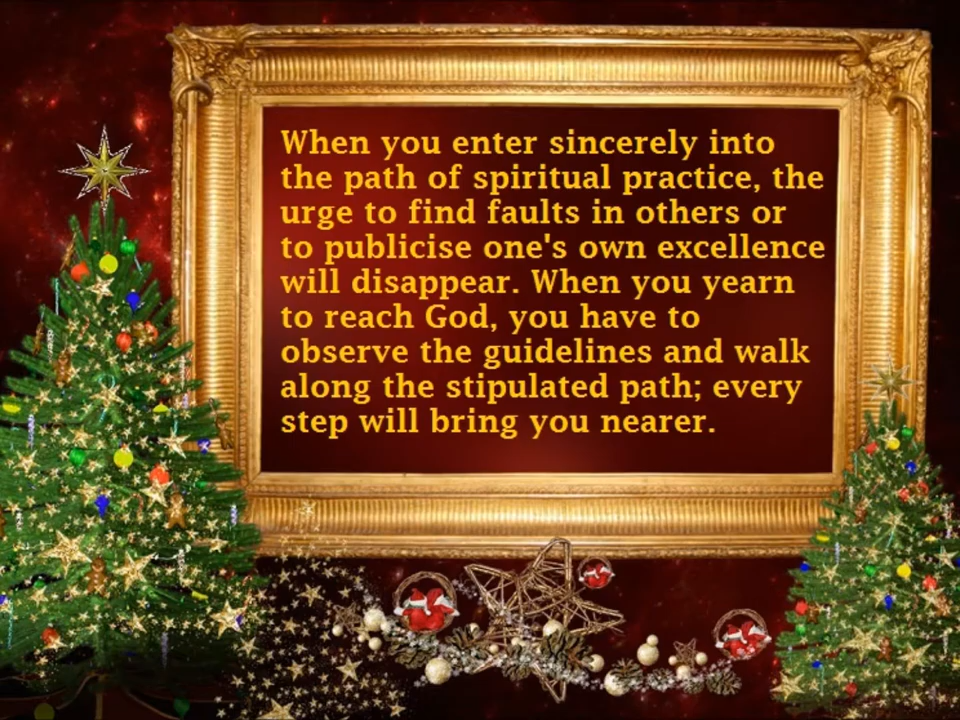 When you enter sincerely into
the path of spiritual practice, the
urge to find faults in others or
to publicise one's own excellence
will disappear. When you yearn
to reach God, you have to
observe the guidelines and walk
along the stipulated path; every
step will bring you nearer.